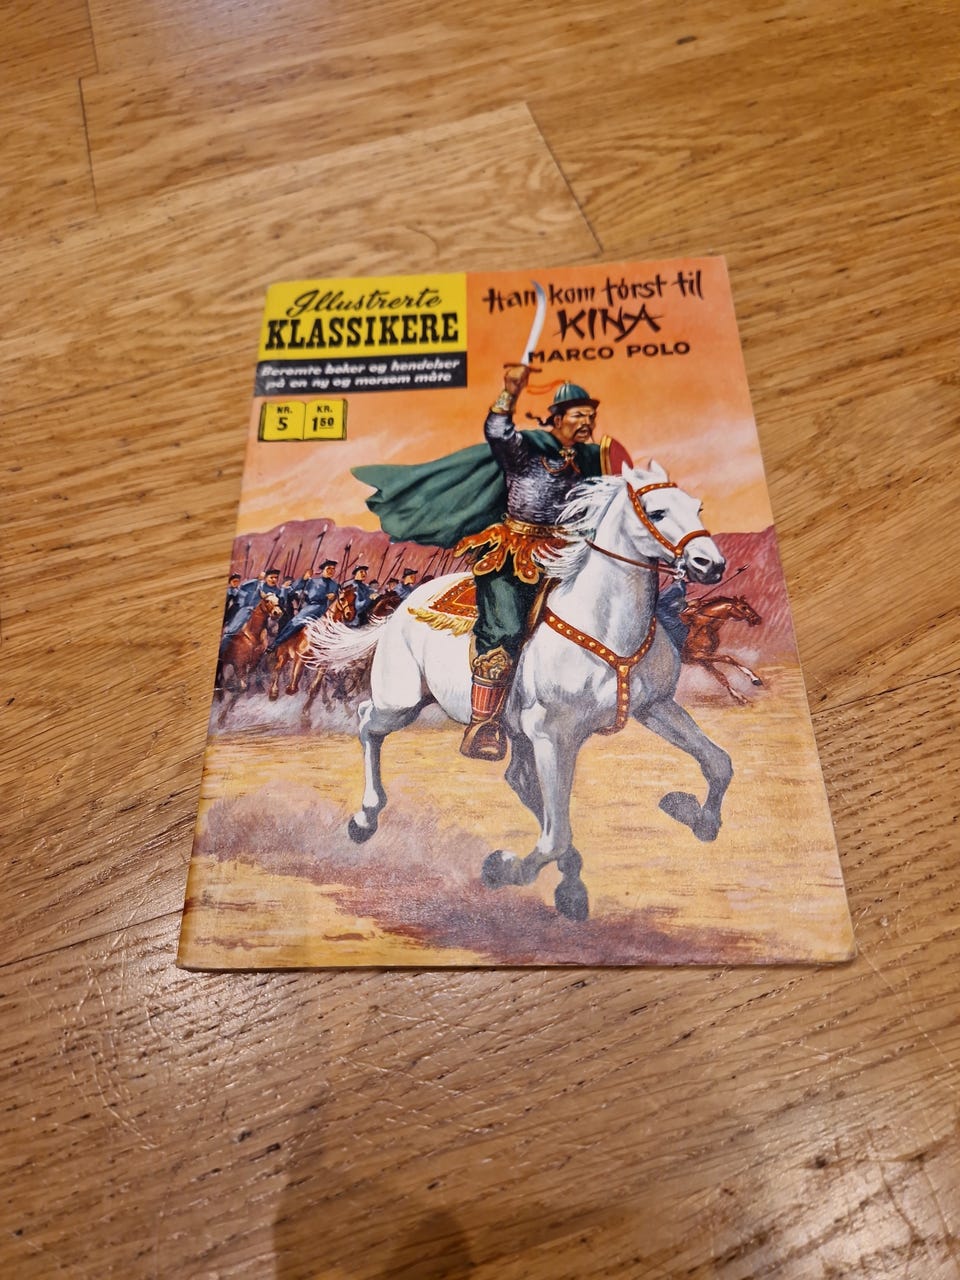 Illustrerte
KLASSIKERE
Berømte bøker og hendelser
på en ny og morsom måte
NR.
5
KR.
1 50
Han kom først til
KINA
MARCO POLO